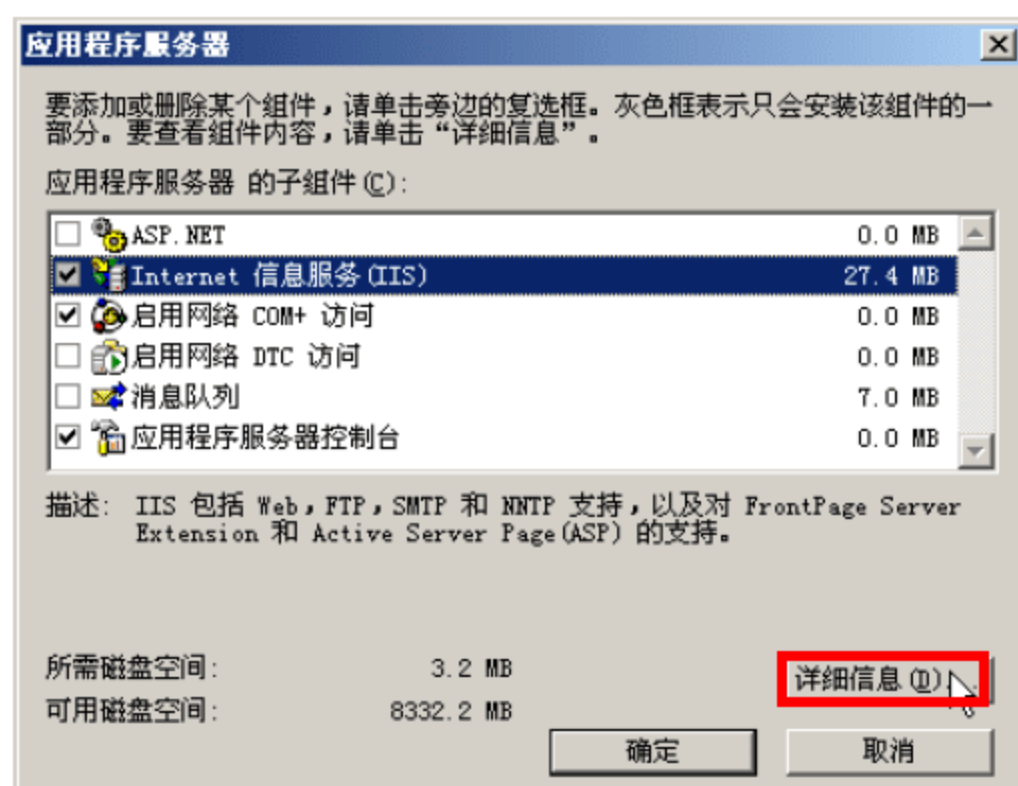 应用程序服务器
要添加或删除某个组件，请单击旁边的复选框。灰色框表示只会安装该组件的一
部分。要查看组件内容，请单击“详细信息”。
应用程序服务器 的子组件(C):
ASP.NET 0.0 MB
Internet 信息服务(IIS) 27.4 MB
启用网络 COM+ 访问 0.0 MB
启用网络 DTC 访问 0.0 MB
消息队列 7.0 MB
应用程序服务器控制台 0.0 MB
描述: IIS 包括 Web，FTP，SMTP 和 NNTP 支持，以及对 FrontPage Server
Extension 和 Active Server Page(ASP) 的支持。
所需磁盘空间: 3.2 MB
详细信息(D)...
可用磁盘空间: 8332.2 MB
确定 取消